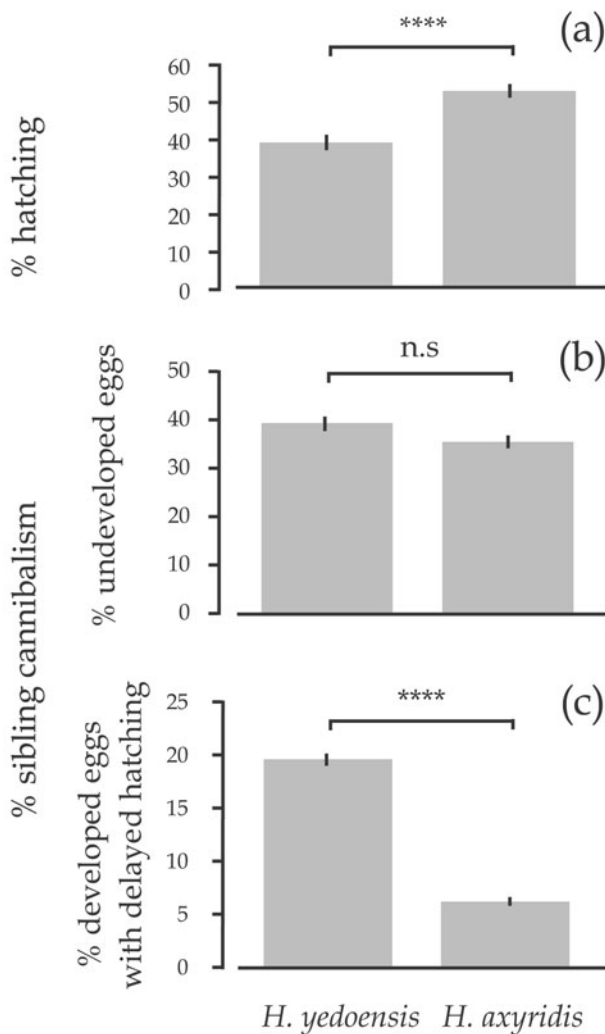 (a)
****
% hatching
60
50
40
30
20
10
0
(b)
n.s
% sibling cannibalism
% undeveloped eggs
50
40
30
20
10
0
(c)
****
% developed eggs
with delayed hatching
25
20
15
10
5
0
H. yedoensis H. axyridis